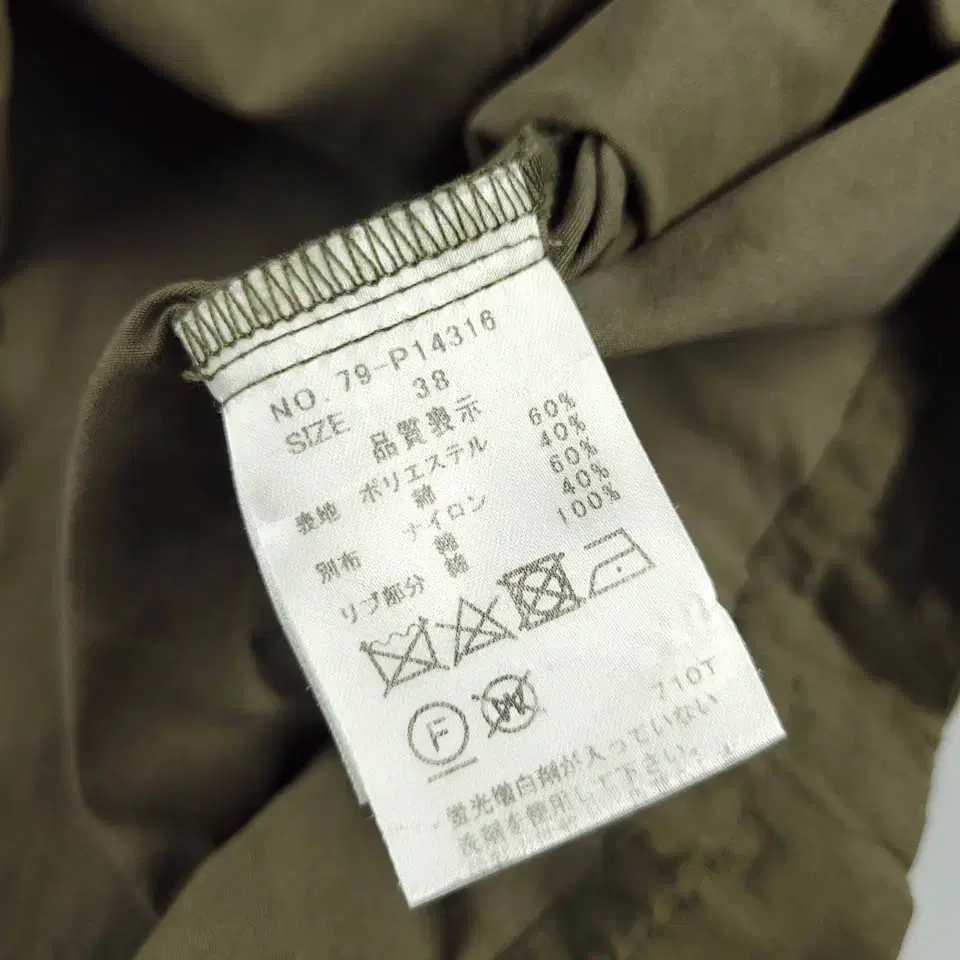 NO. 79-P14316
SIZE 38
品質表示
表地 ポリエステル 60%
綿 40%
別布 ナイロン 60%
綿 40%
リブ部分 綿 100%
F W
710T
蛍光増白剤が入っていない
洗剤を使用して下さい。